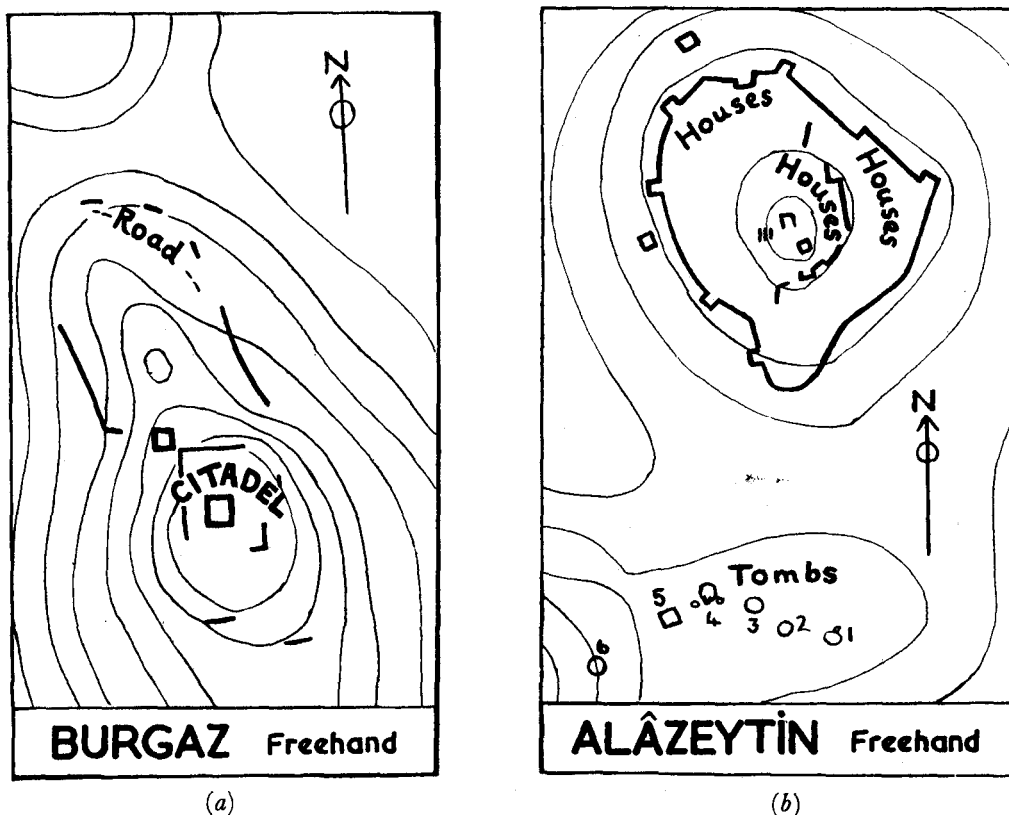 N
Road
CITADEL
BURGAZ Freehand
(a)
Houses
Houses
Houses
N
Tombs
5
4
3
2
1
6
ALÂZEYTİN Freehand
(b)